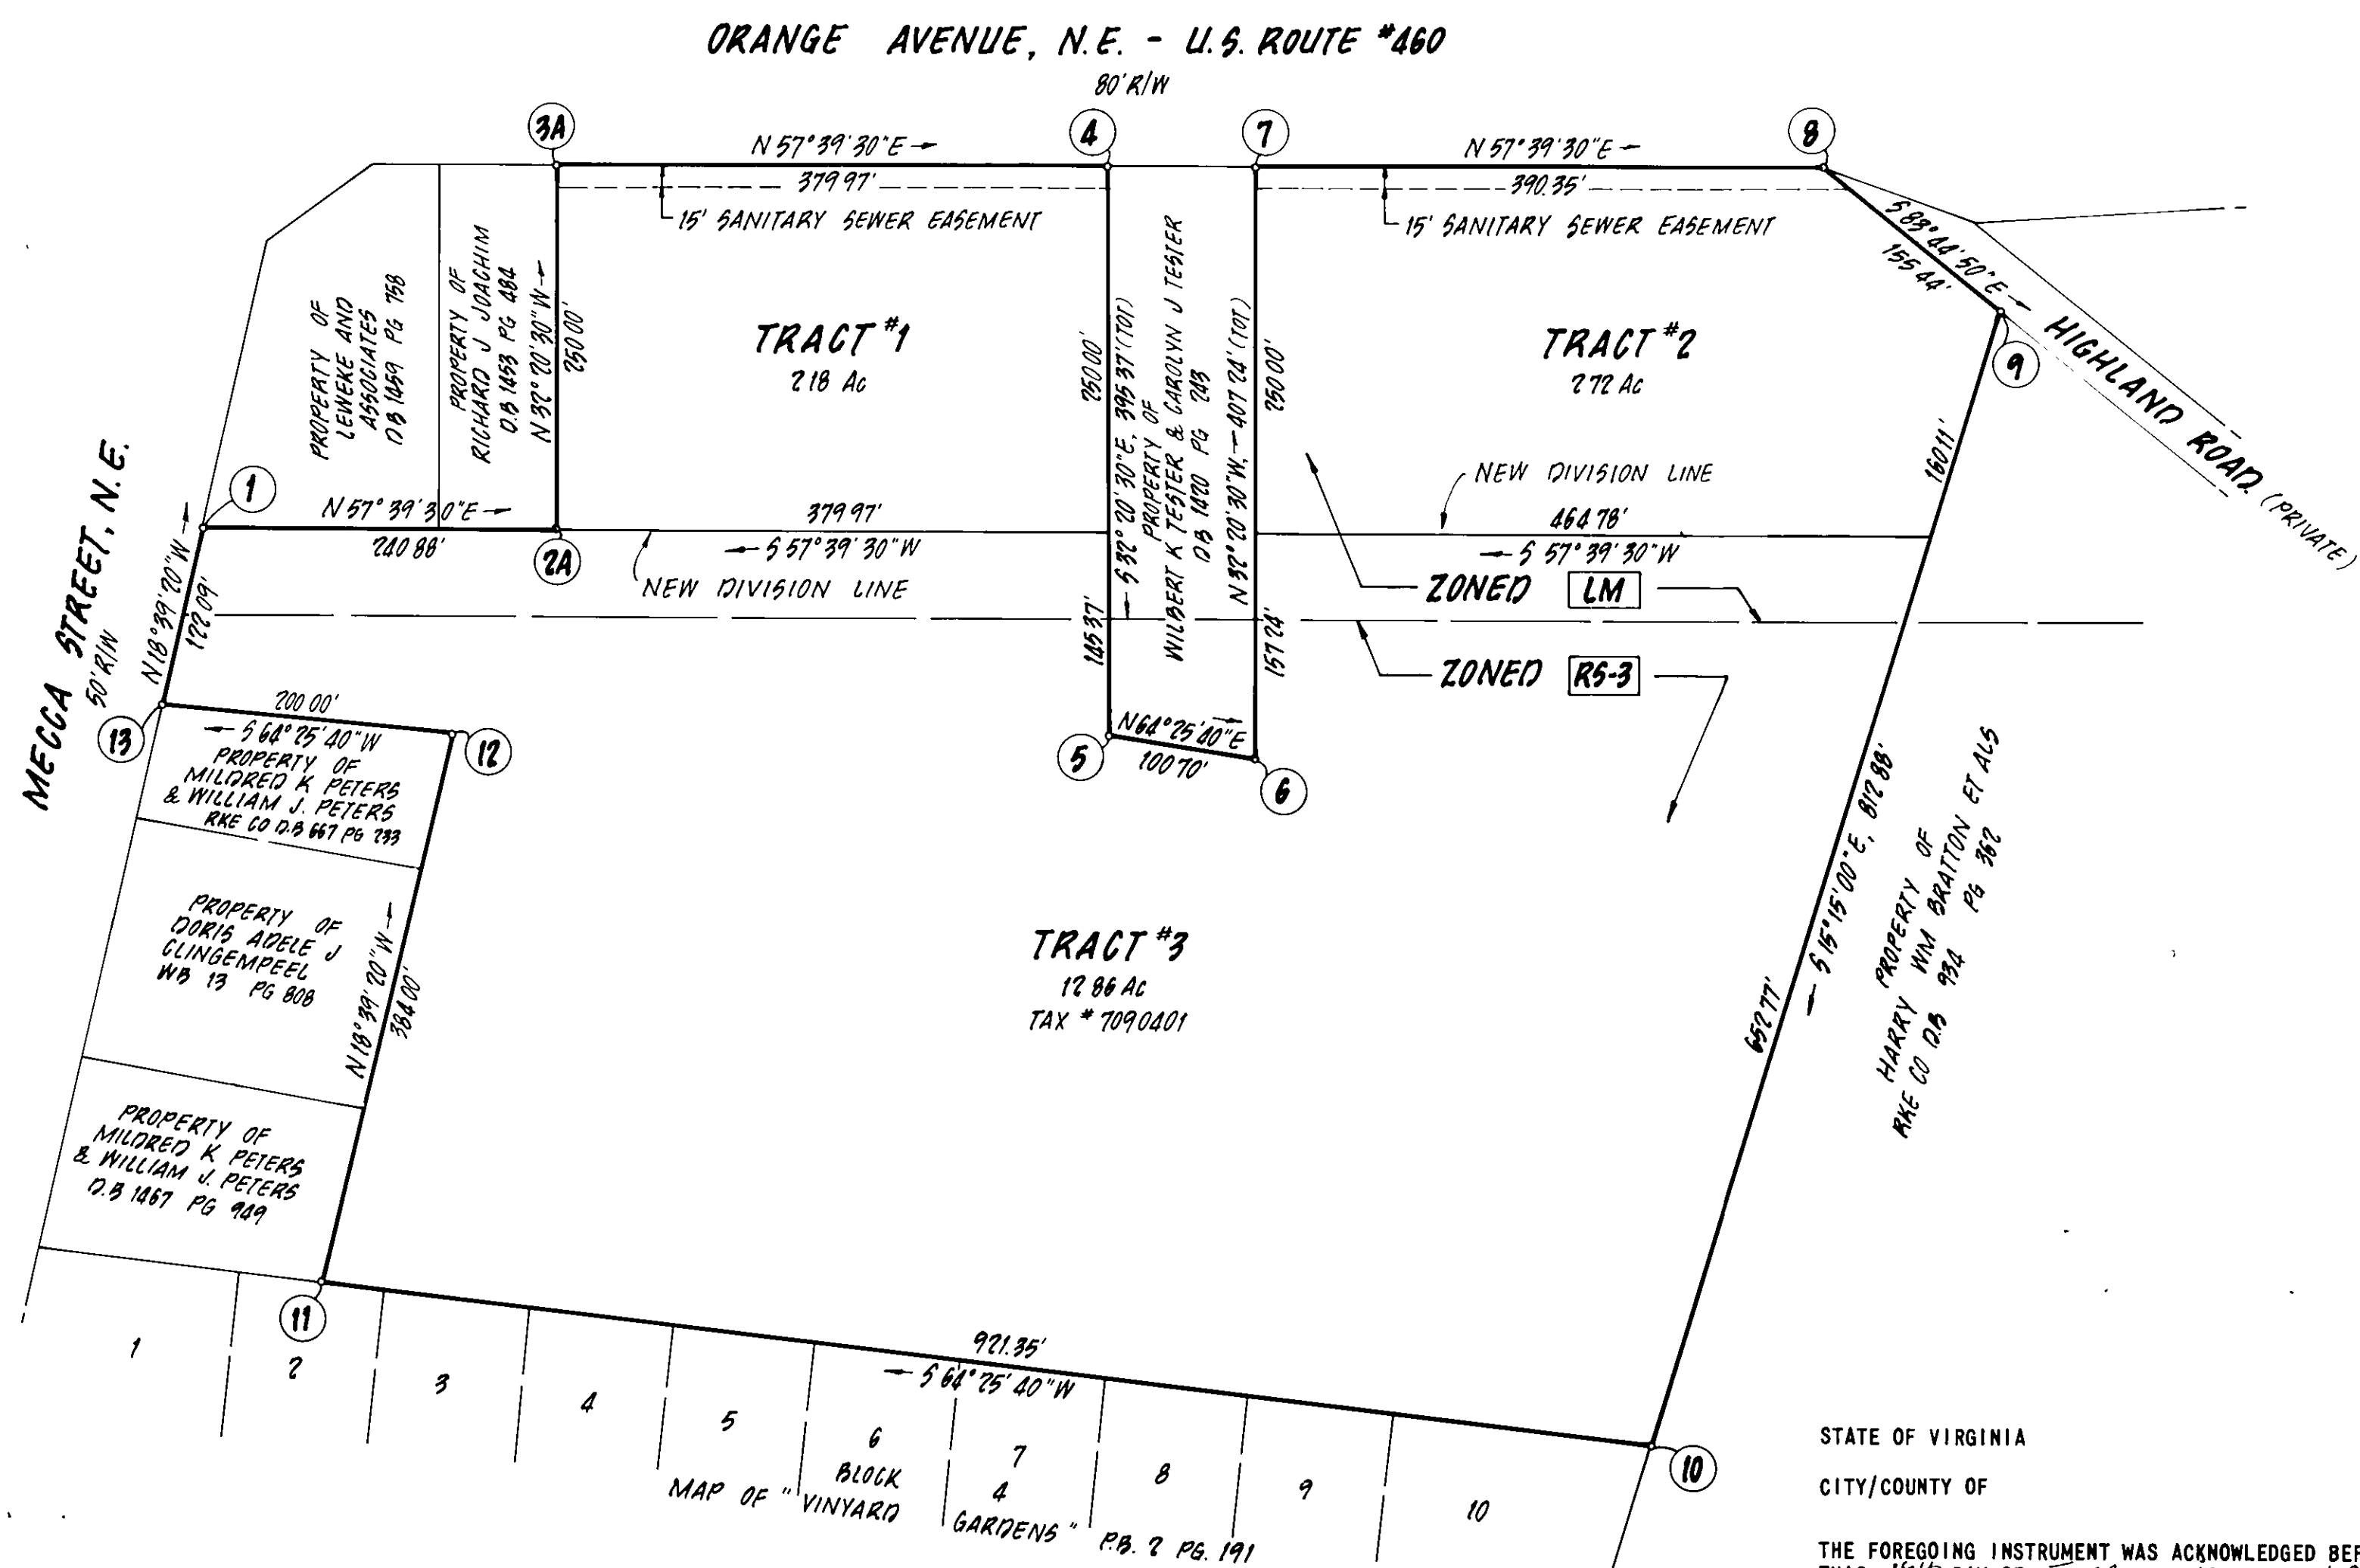 ORANGE AVENUE, N.E. - U.S. ROUTE #460
80' R/W
3A
4
7
8
N 57° 39' 30" E
379 97'
15' SANITARY SEWER EASEMENT
N 57° 39' 30" E
390.35'
15' SANITARY SEWER EASEMENT
S 83° 44' 50" E
155 44'
9
HIGHLAND ROAD (PRIVATE)
PROPERTY OF
LEWEKE AND
ASSOCIATES
DB 1459 PG 758
PROPERTY OF
RICHARD J JOACHIM
D.B 1453 PG 484
N 32° 20' 30" W
250 00'
TRACT #1
2 18 Ac
250 00'
S 32° 20' 30" E, 395 37' (TOT)
PROPERTY OF
WILBERT K TESTER & CAROLYN J TESTER
DB 1420 PG 243
N 32° 20' 30" W, 407 24' (TOT)
250 00'
TRACT #2
2 72 Ac
160 11'
MECCA STREET, N.E.
50' R/W
1
N 57° 39' 30" E
240 88'
2A
379 97'
S 57° 39' 30" W
NEW DIVISION LINE
NEW DIVISION LINE
464 78'
S 57° 39' 30" W
ZONED LM
ZONED RS-3
N 18° 39' 20" W
122 09'
145 37'
157 24'
13
200 00'
S 64° 25' 40" W
12
5
N 64° 25' 40" E
100 70'
6
PROPERTY OF
MILDRED K PETERS
& WILLIAM J. PETERS
RKE CO D.B 667 PG 233
PROPERTY OF
DORIS ADELE J
CLINGEMPEEL
WB 13 PG 808
N 18° 39' 20" W
384 00'
PROPERTY OF
MILDRED K PETERS
& WILLIAM J. PETERS
D.B 1467 PG 949
TRACT #3
12 86 Ac
TAX # 7090401
S 15° 15' 00" E, 812 88'
652 77'
PROPERTY OF
HARRY WM BRATTON ET ALS
RKE CO D.B 934 PG 362
11
921.35'
S 64° 25' 40" W
10
1
2
3
4
5
6
7
8
9
10
BLOCK 4
MAP OF "VINYARD GARDENS" P.B. 2 PG. 191
STATE OF VIRGINIA
CITY/COUNTY OF
THE FOREGOING INSTRUMENT WAS ACKNOWLEDGED